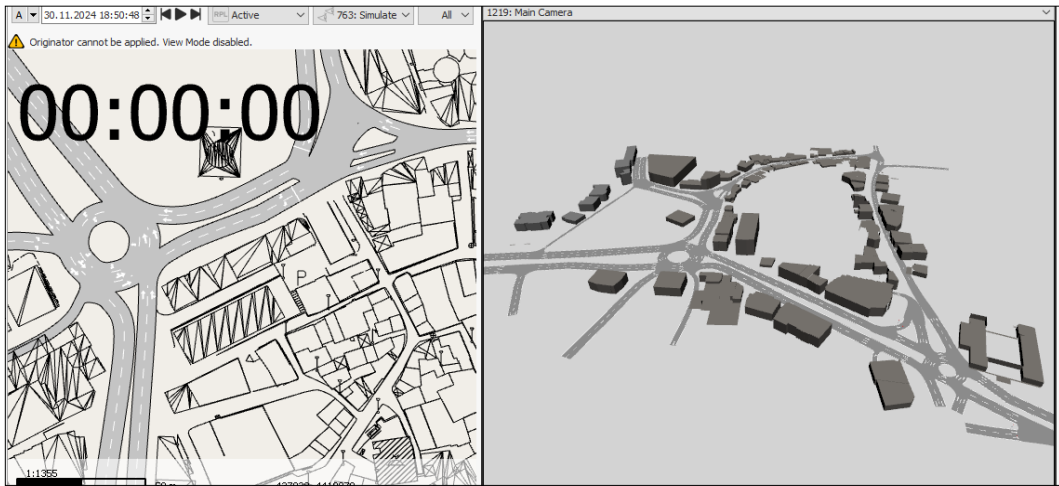 A 30.11.2024 18:50:48 RPL Active 763: Simulate All
1219: Main Camera
Originator cannot be applied. View Mode disabled.
00:00:00
P
1:1355